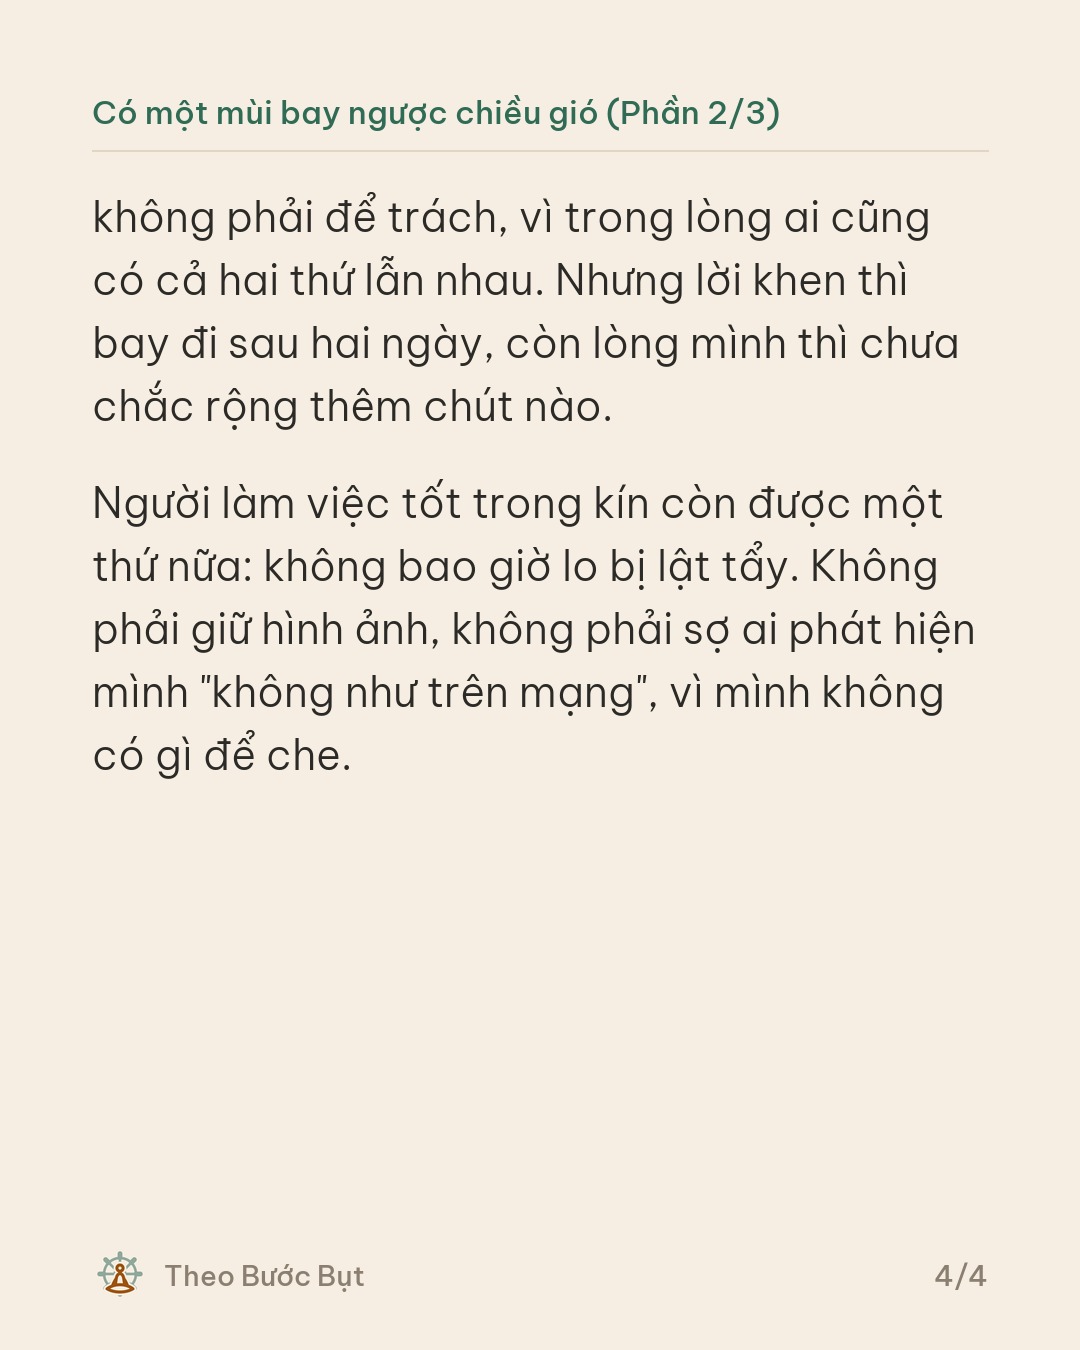 Có một mùi bay ngược chiều gió (Phần 2/3)
không phải để trách, vì trong lòng ai cũng
có cả hai thứ lẫn nhau. Nhưng lời khen thì
bay đi sau hai ngày, còn lòng mình thì chưa
chắc rộng thêm chút nào.
Người làm việc tốt trong kín còn được một
thứ nữa: không bao giờ lo bị lật tẩy. Không
phải giữ hình ảnh, không phải sợ ai phát hiện
mình "không như trên mạng", vì mình không
có gì để che.
Theo Bước Bụt
4/4